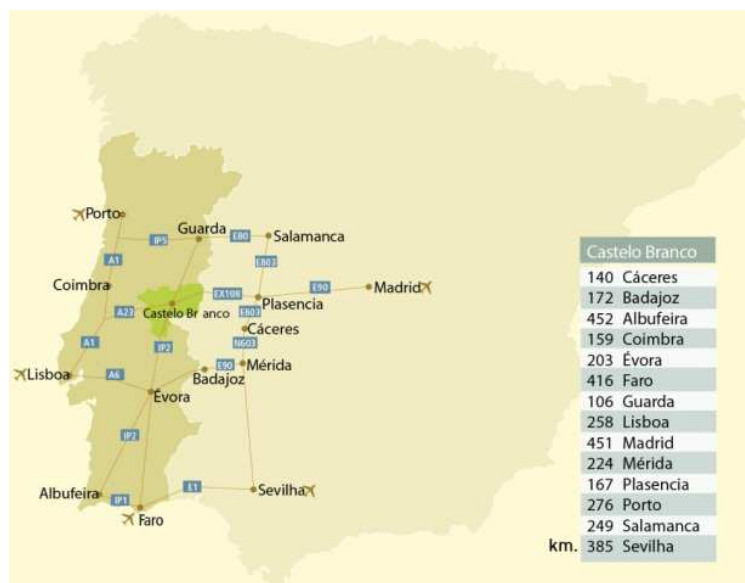 Porto
Guarda
IP5
E80
Salamanca
A1
E803
Coimbra
EX108
Plasencia
E90
Madrid
A23
Castelo Br anco
E803
Cáceres
A1
IP2
N603
Lisboa
A6
Badajoz
E90
Mérida
Évora
IP2
Albufeira
IP1
Faro
E1
Sevilha
Castelo Branco
140 Cáceres
172 Badajoz
452 Albufeira
159 Coimbra
203 Évora
416 Faro
106 Guarda
258 Lisboa
451 Madrid
224 Mérida
167 Plasencia
276 Porto
249 Salamanca
km. 385 Sevilha